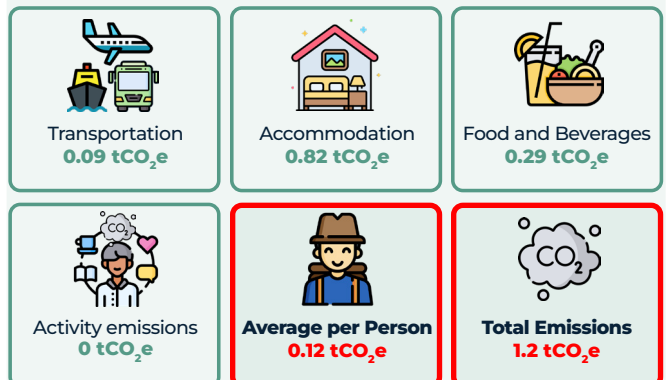 Transportation
0.09 tCO₂e
Accommodation
0.82 tCO₂e
Food and Beverages
0.29 tCO₂e
CO₂
Activity emissions
0 tCO₂e
Average per Person
0.12 tCO₂e
CO₂
Total Emissions
1.2 tCO₂e